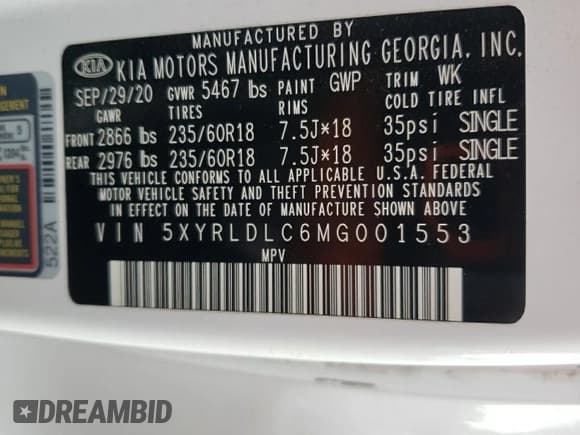 MANUFACTURED BY
KIA KIA MOTORS MANUFACTURING GEORGIA, INC.
SEP/29/20 GVWR 5467 lbs PAINT GWP TRIM WK
GAWR TIRES RIMS COLD TIRE INFL
FRONT 2866 lbs 235/60R18 7.5J*18 35psi SINGLE
REAR 2976 lbs 235/60R18 7.5J*18 35psi SINGLE
THIS VEHICLE CONFORMS TO ALL APPLICABLE U.S.A. FEDERAL
MOTOR VEHICLE SAFETY AND THEFT PREVENTION STANDARDS
IN EFFECT ON THE DATE OF MANUFACTURE SHOWN ABOVE.
VIN 5XYRLDLC6MG001553
MPV
522A
DREAMBID